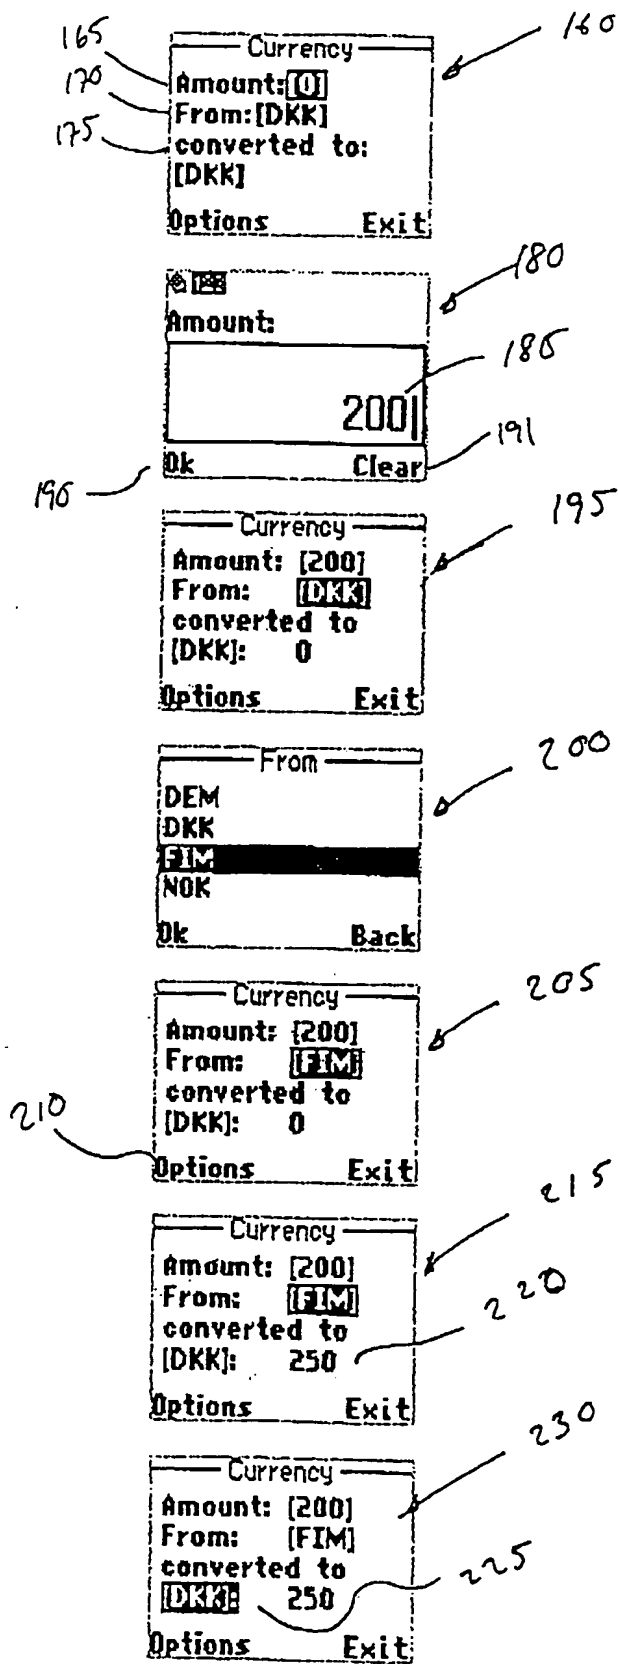 165
Currency
160
Amount:[0]
170
From:[DKK]
175
converted to:
[DKK]
Options Exit
180
Amount:
186
200
191
Ok Clear
190
Currency
195
Amount: [200]
From: [DKK]
converted to
[DKK]: 0
Options Exit
From
200
DEM
DKK
FIM
NOK
Ok Back
Currency
205
Amount: [200]
From: [FIM]
converted to
210
[DKK]: 0
Options Exit
215
Currency
Amount: [200]
220
From: [FIM]
converted to
[DKK]: 250
Options Exit
230
Currency
Amount: [200]
From: [FIM]
converted to
225
[DKK]: 250
Options Exit